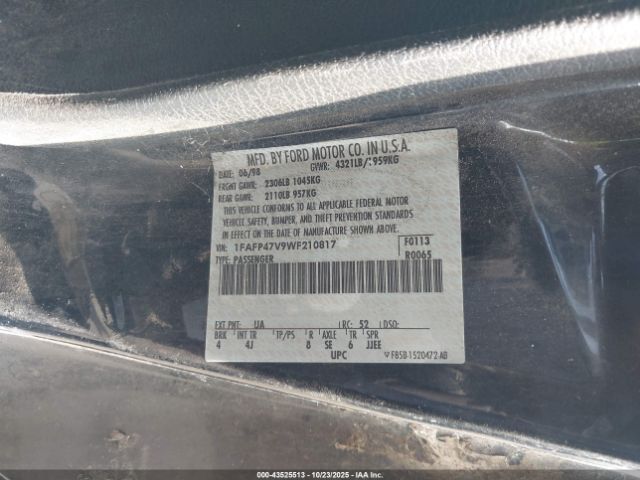 MFD. BY FORD MOTOR CO. IN U.S.A.
DATE: 06/98 GVWR: 4321LB/1959KG
FRONT GAWR: 2306LB 1045KG
REAR GAWR: 2110LB 957KG
THIS VEHICLE CONFORMS TO ALL APPLICABLE FEDERAL MOTOR
VEHICLE SAFETY, BUMPER, AND THEFT PREVENTION STANDARDS
IN EFFECT ON THE DATE OF MANUFACTURE SHOWN ABOVE.
VIN: 1FAFP47V9WF210817 F0113
TYPE: PASSENGER R0065
EXT PNT: UA RC: 52 DSO:
BRK INT TR TP/PS R AXLE TR SPR
4 4J 8 SE 6 JJEE
UPC F85B-1520472-AB
000-43525513 - 10/23/2025 - IAAI.COM